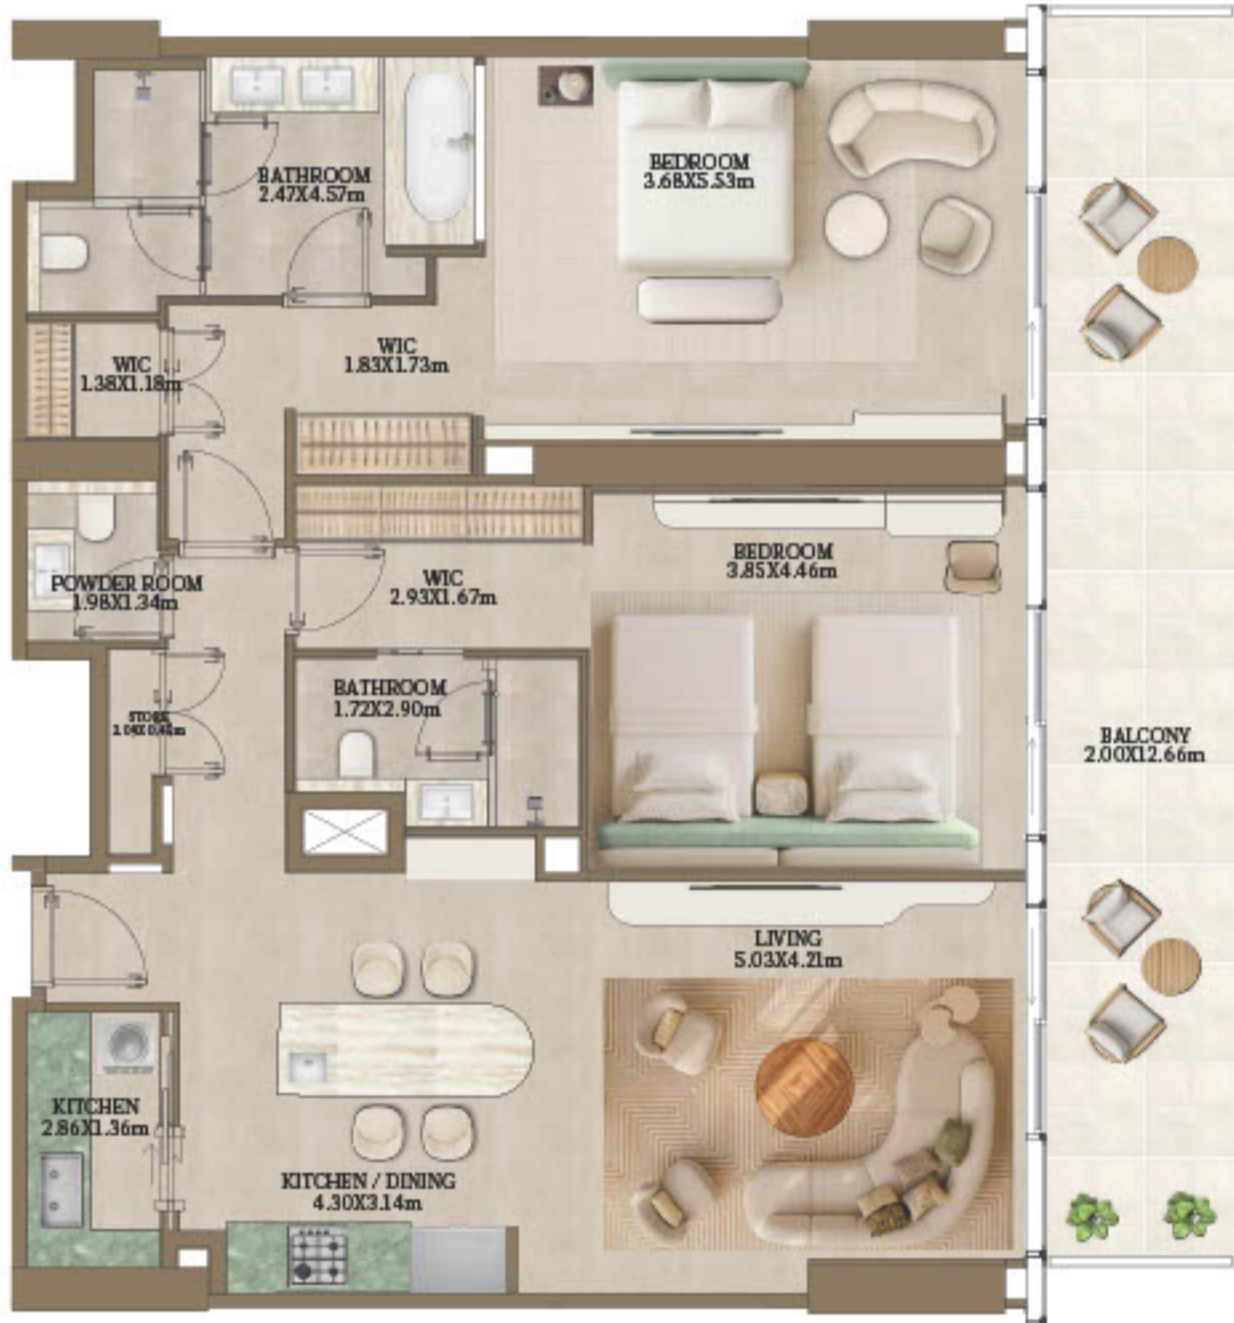 BATHROOM
2.47X4.57m
BEDROOM
3.68X5.53m
WIC
1.38X1.18m
WIC
1.83X1.73m
POWDER ROOM
1.98X1.34m
WIC
2.93X1.67m
BEDROOM
3.85X4.46m
BATHROOM
1.72X2.90m
STORE
BALCONY
2.00X12.66m
LIVING
5.03X4.21m
KITCHEN
2.86X1.36m
KITCHEN / DINING
4.30X3.14m